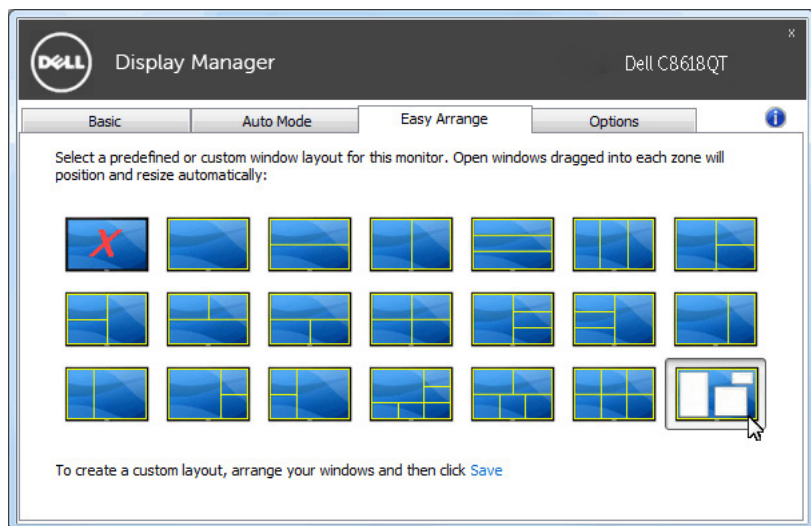 x
DELL Display Manager Dell C8618QT
Basic Auto Mode Easy Arrange Options i
Select a predefined or custom window layout for this monitor. Open windows dragged into each zone will
position and resize automatically:
X
To create a custom layout, arrange your windows and then click Save